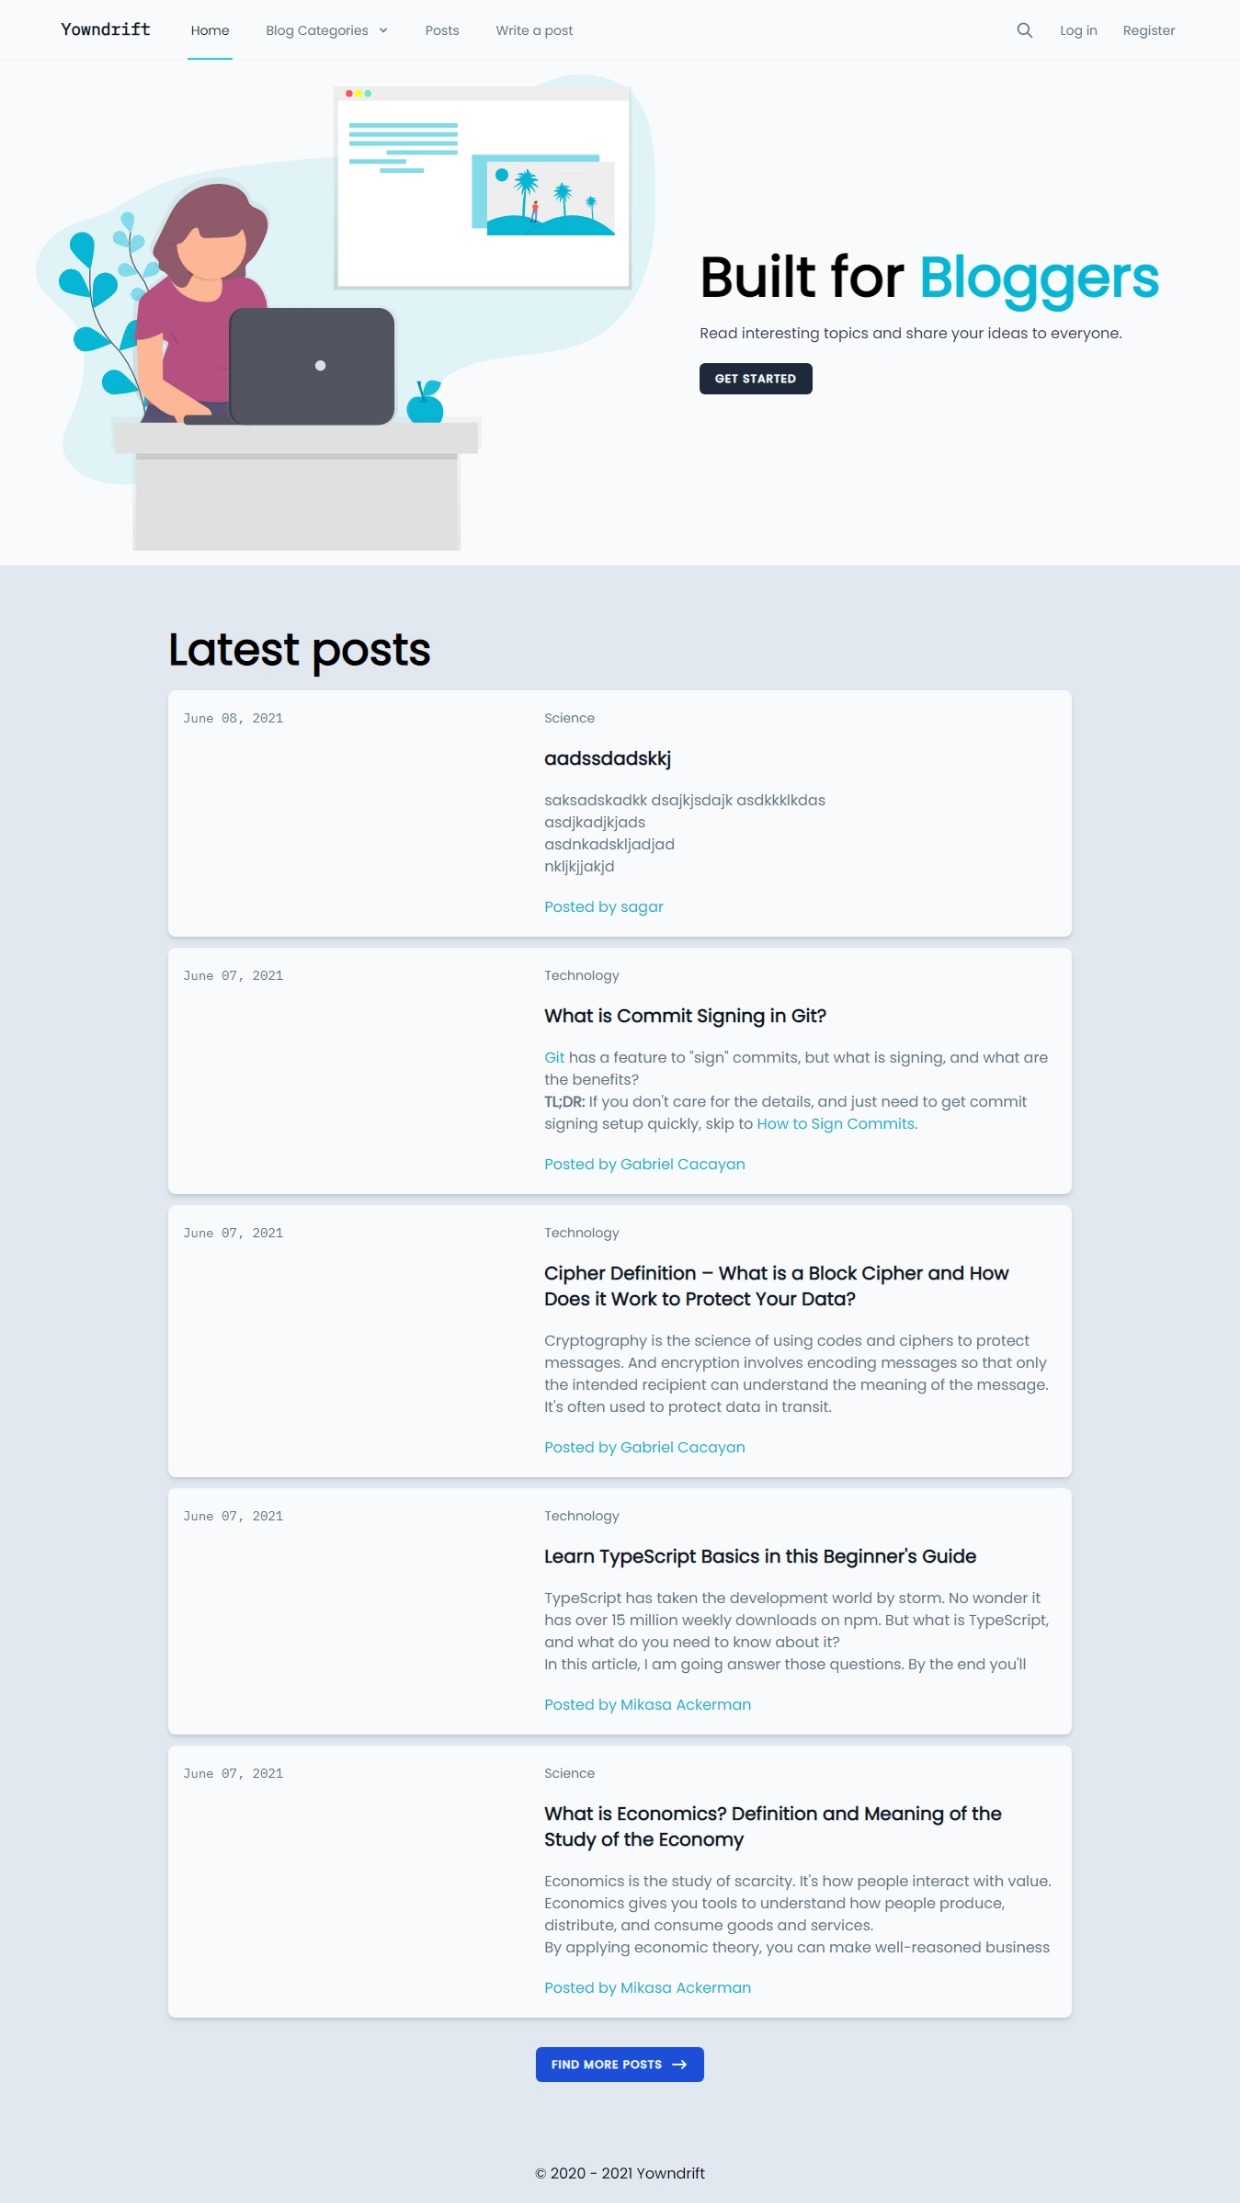 Yowndrift
Home
Blog Categories
Posts
Write a post
Log in
Register
Built for Bloggers
Read interesting topics and share your ideas to everyone.
GET STARTED
Latest posts
June 08, 2021
Science
aadssdadskkj
saksadskadkk dsajkjsdajk asdkkklkdas
asdjkadjkjads
asdnkadskljadjad
nkljkjjakjd
Posted by sagar
June 07, 2021
Technology
What is Commit Signing in Git?
Git has a feature to "sign" commits, but what is signing, and what are
the benefits?
TL;DR: If you don't care for the details, and just need to get commit
signing setup quickly, skip to How to Sign Commits.
Posted by Gabriel Cacayan
June 07, 2021
Technology
Cipher Definition – What is a Block Cipher and How
Does it Work to Protect Your Data?
Cryptography is the science of using codes and ciphers to protect
messages. And encryption involves encoding messages so that only
the intended recipient can understand the meaning of the message.
It's often used to protect data in transit.
Posted by Gabriel Cacayan
June 07, 2021
Technology
Learn TypeScript Basics in this Beginner's Guide
TypeScript has taken the development world by storm. No wonder it
has over 15 million weekly downloads on npm. But what is TypeScript,
and what do you need to know about it?
In this article, I am going answer those questions. By the end you'll
Posted by Mikasa Ackerman
June 07, 2021
Science
What is Economics? Definition and Meaning of the
Study of the Economy
Economics is the study of scarcity. It's how people interact with value.
Economics gives you tools to understand how people produce,
distribute, and consume goods and services.
By applying economic theory, you can make well-reasoned business
Posted by Mikasa Ackerman
FIND MORE POSTS
© 2020 - 2021 Yowndrift